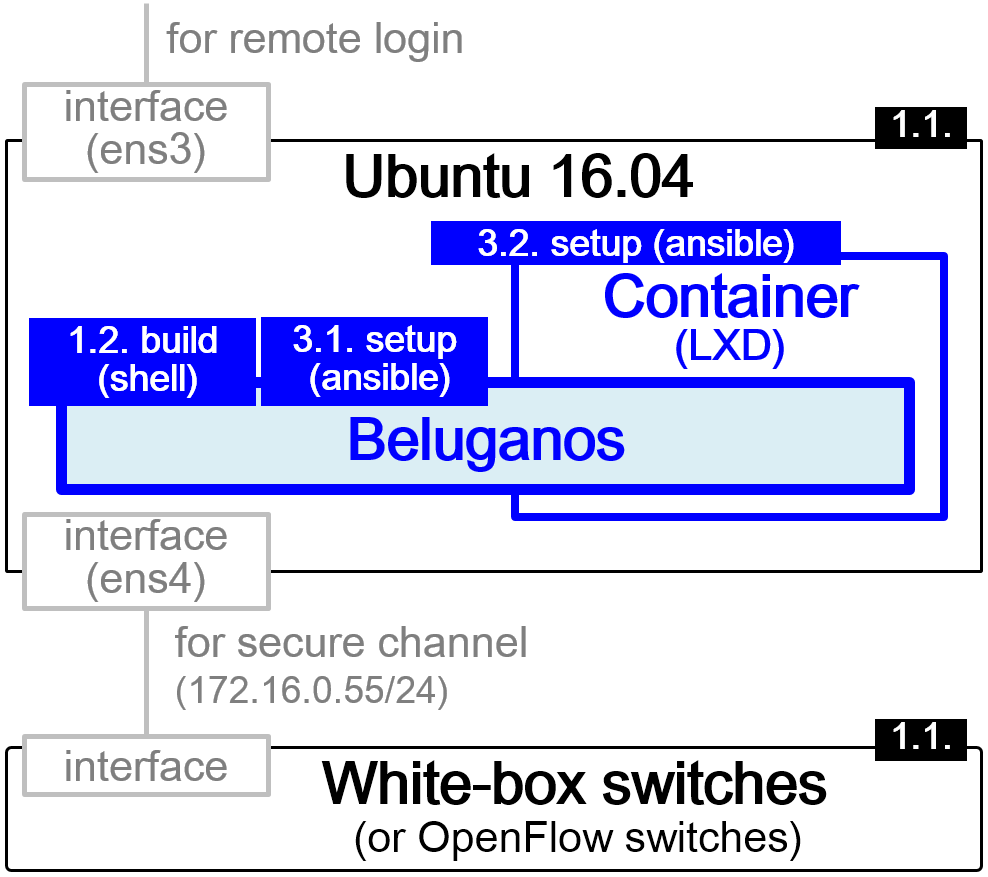 for remote login
interface
(ens3)
1.1.
Ubuntu 16.04
3.2. setup (ansible)
Container
(LXD)
1.2. build
(shell)
3.1. setup
(ansible)
Beluganos
interface
(ens4)
for secure channel
(172.16.0.55/24)
1.1.
interface
White-box switches
(or OpenFlow switches)